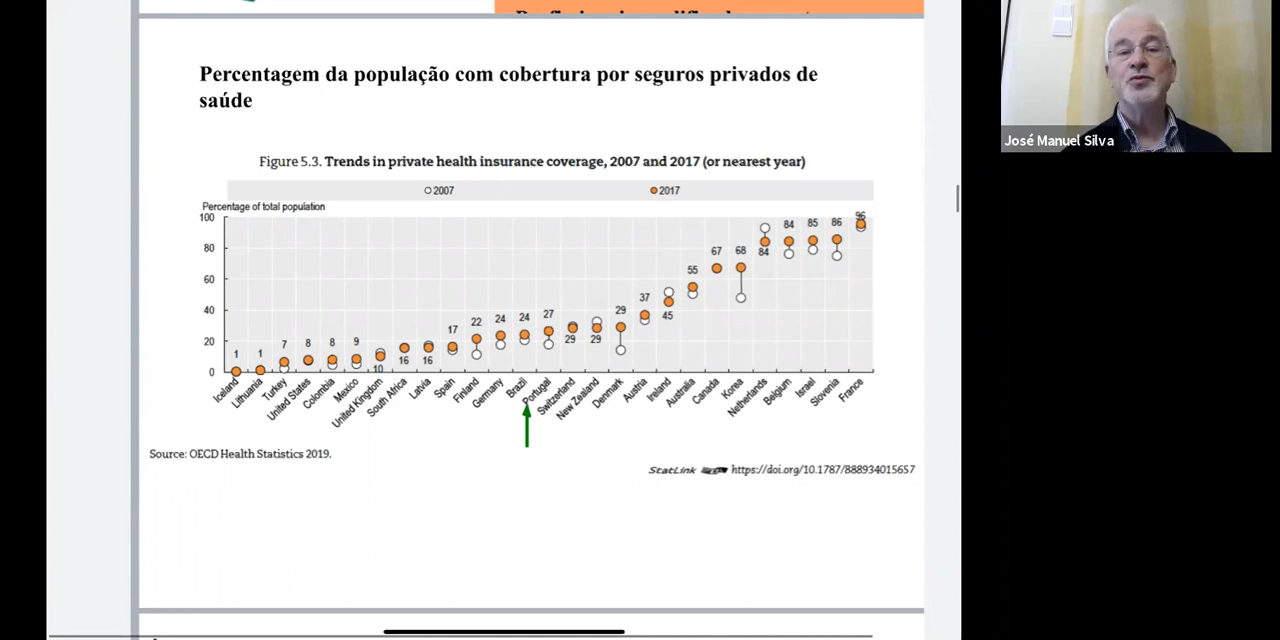 Percentagem da população com cobertura por seguros privados de
saúde
José Manuel Silva
Figure 5.3. Trends in private health insurance coverage, 2007 and 2017 (or nearest year)
2007 2017
Percentage of total population
100
80
60
40
20
0
1 1 7 8 8 9 10 16 16 17 22 24 24 27 29 29 29 37 45 55 67 68 84 84 85 86 96
Iceland
Lithuania
Turkey
United States
Colombia
Mexico
United Kingdom
South Africa
Latvia
Spain
Finland
Germany
Brazil
Portugal
Switzerland
New Zealand
Denmark
Austria
Ireland
Australia
Canada
Korea
Netherlands
Belgium
Israel
Slovenia
France
Source: OECD Health Statistics 2019.
StatLink https://doi.org/10.1787/888934015657